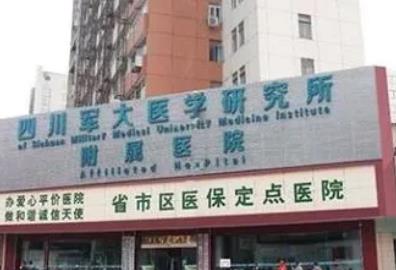 四川军大医学研究所
of Sichuan Military Medical University Medicine Institute
附属医院
Affiliated Hospital
办爱心平价医院
做和谐诚信天使
省市区医保定点医院